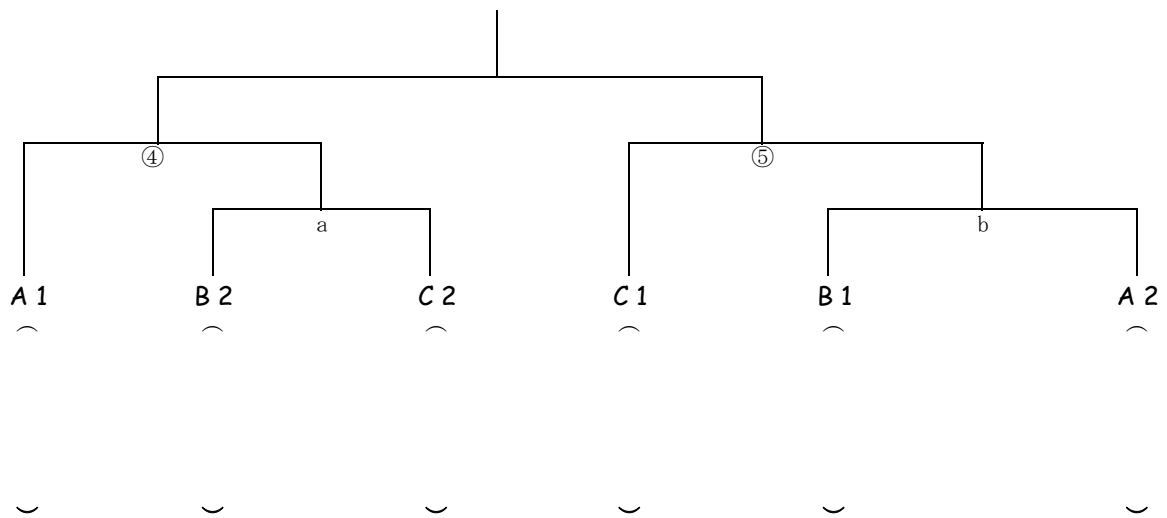 ④ ⑤
a b
A 1 B 2 C 2 C 1 B 1 A 2
︵ ︵ ︵ ︵ ︵ ︵
︶ ︶ ︶ ︶ ︶ ︶